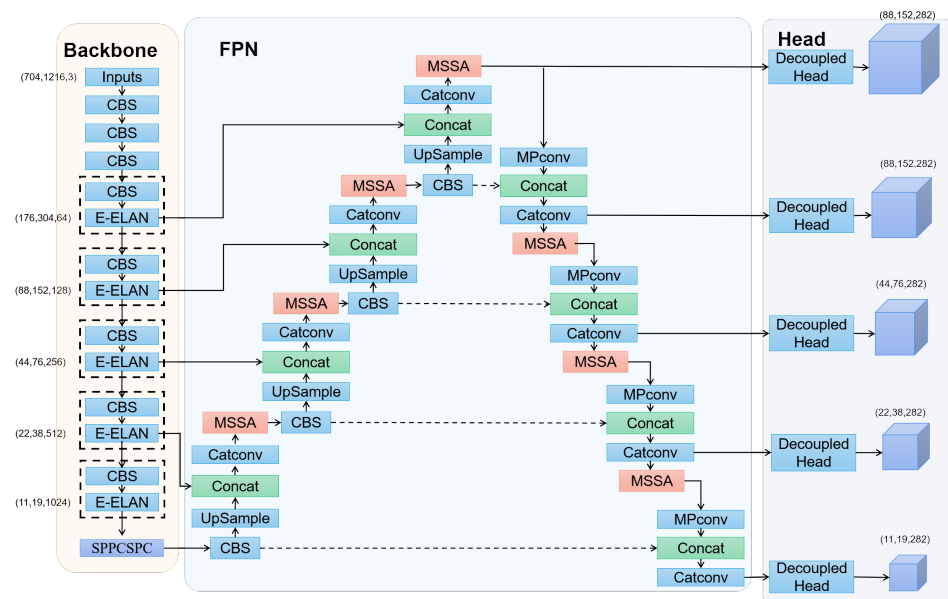 Backbone
(704,1216,3)
Inputs
CBS
CBS
CBS
CBS
(176,304,64)
E-ELAN
CBS
(88,152,128)
E-ELAN
CBS
(44,76,256)
E-ELAN
CBS
(22,38,512)
E-ELAN
CBS
(11,19,1024)
E-ELAN
SPPCSPC
FPN
MSSA
Catconv
Concat
UpSample
MSSA
CBS
Catconv
Concat
UpSample
MSSA
CBS
Catconv
Concat
UpSample
MSSA
CBS
Catconv
Concat
UpSample
CBS
MPconv
Concat
Catconv
MSSA
MPconv
Concat
Catconv
MSSA
MPconv
Concat
Catconv
MSSA
MPconv
Concat
Catconv
Head
(88,152,282)
Decoupled
Head
(88,152,282)
Decoupled
Head
(44,76,282)
Decoupled
Head
(22,38,282)
Decoupled
Head
(11,19,282)
Decoupled
Head